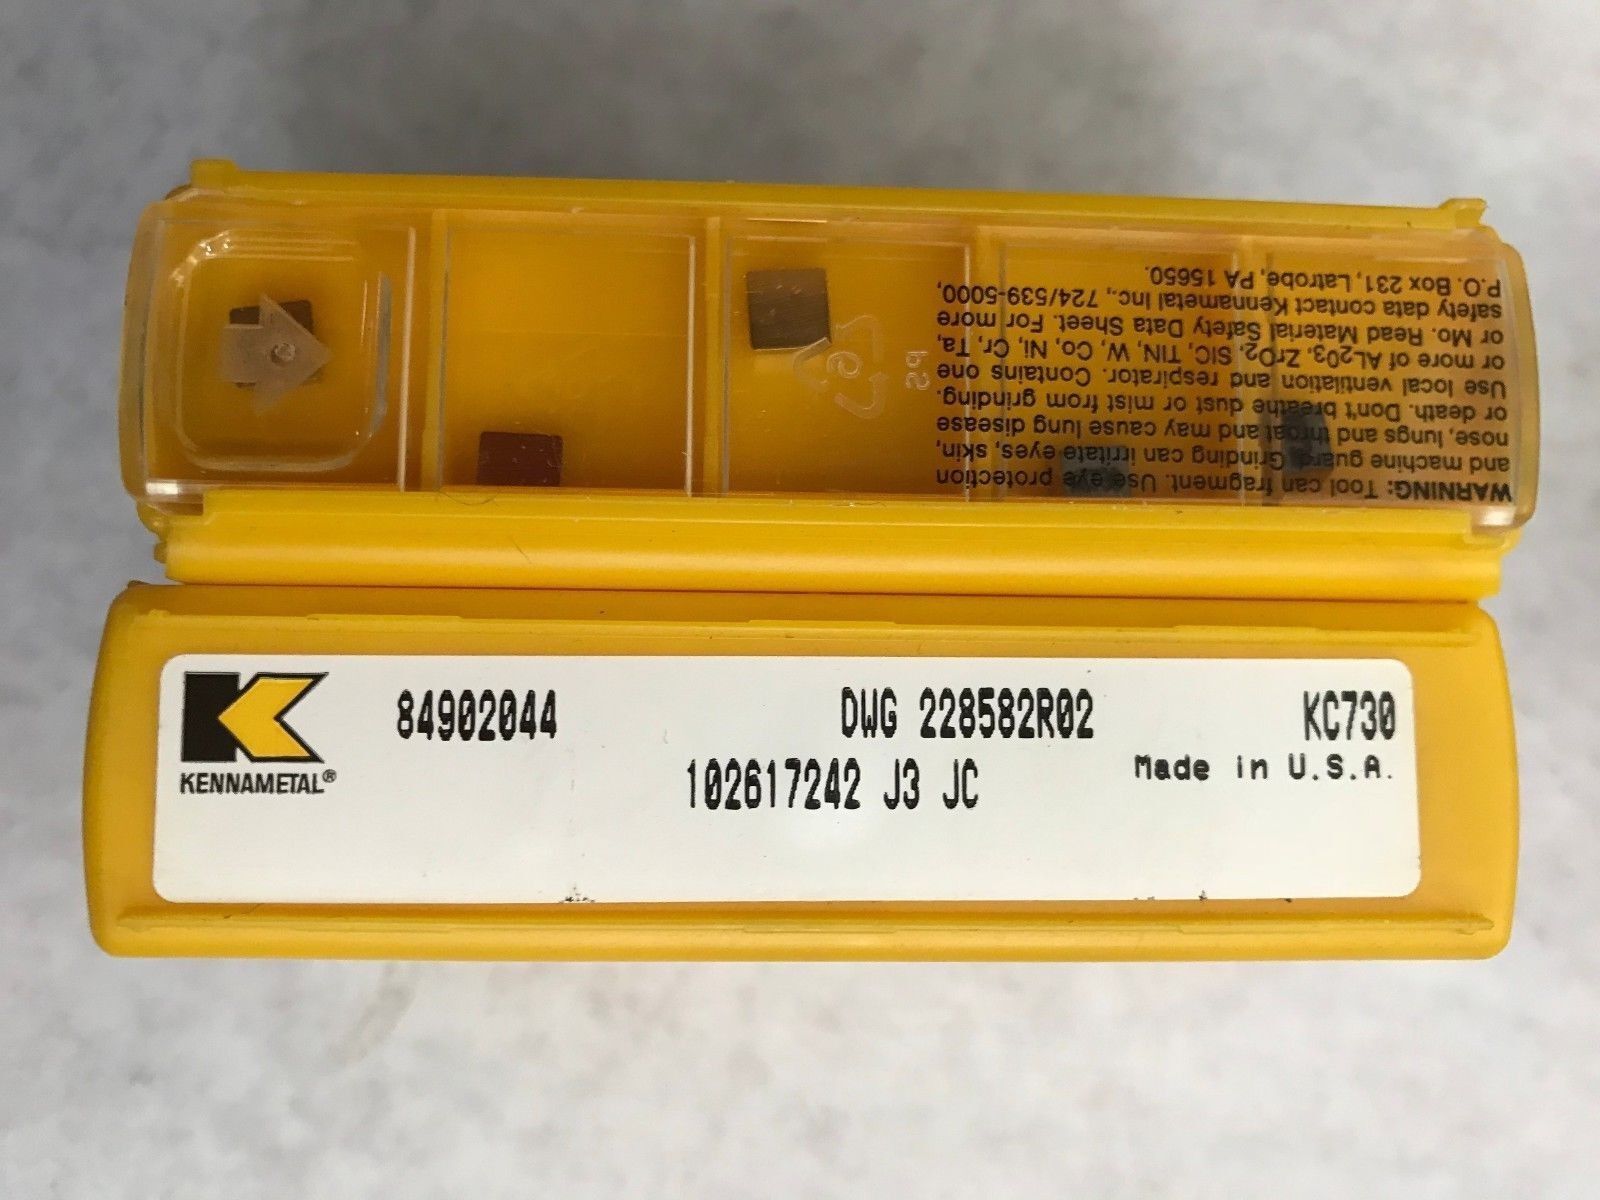 WARNING: Tool can fragment. Use eye protection
and machine guard. Grinding can irritate eyes, skin,
nose, lungs and throat and may cause lung disease
or death. Don't breathe dust or mist from grinding.
Use local ventilation and respirator. Contains one
or more of AL203, ZrO2, SIC, TIN, W, Co, Ni, Cr, Ta,
or Mo. Read Material Safety Data Sheet. For more
safety data contact Kennametal Inc., 724/539-5000,
P.O. Box 231, Latrobe, PA 15650.
6
PS
K
KENNAMETAL®
84902044 DWG 228582R02 KC730
102617242 J3 JC Made in U.S.A.